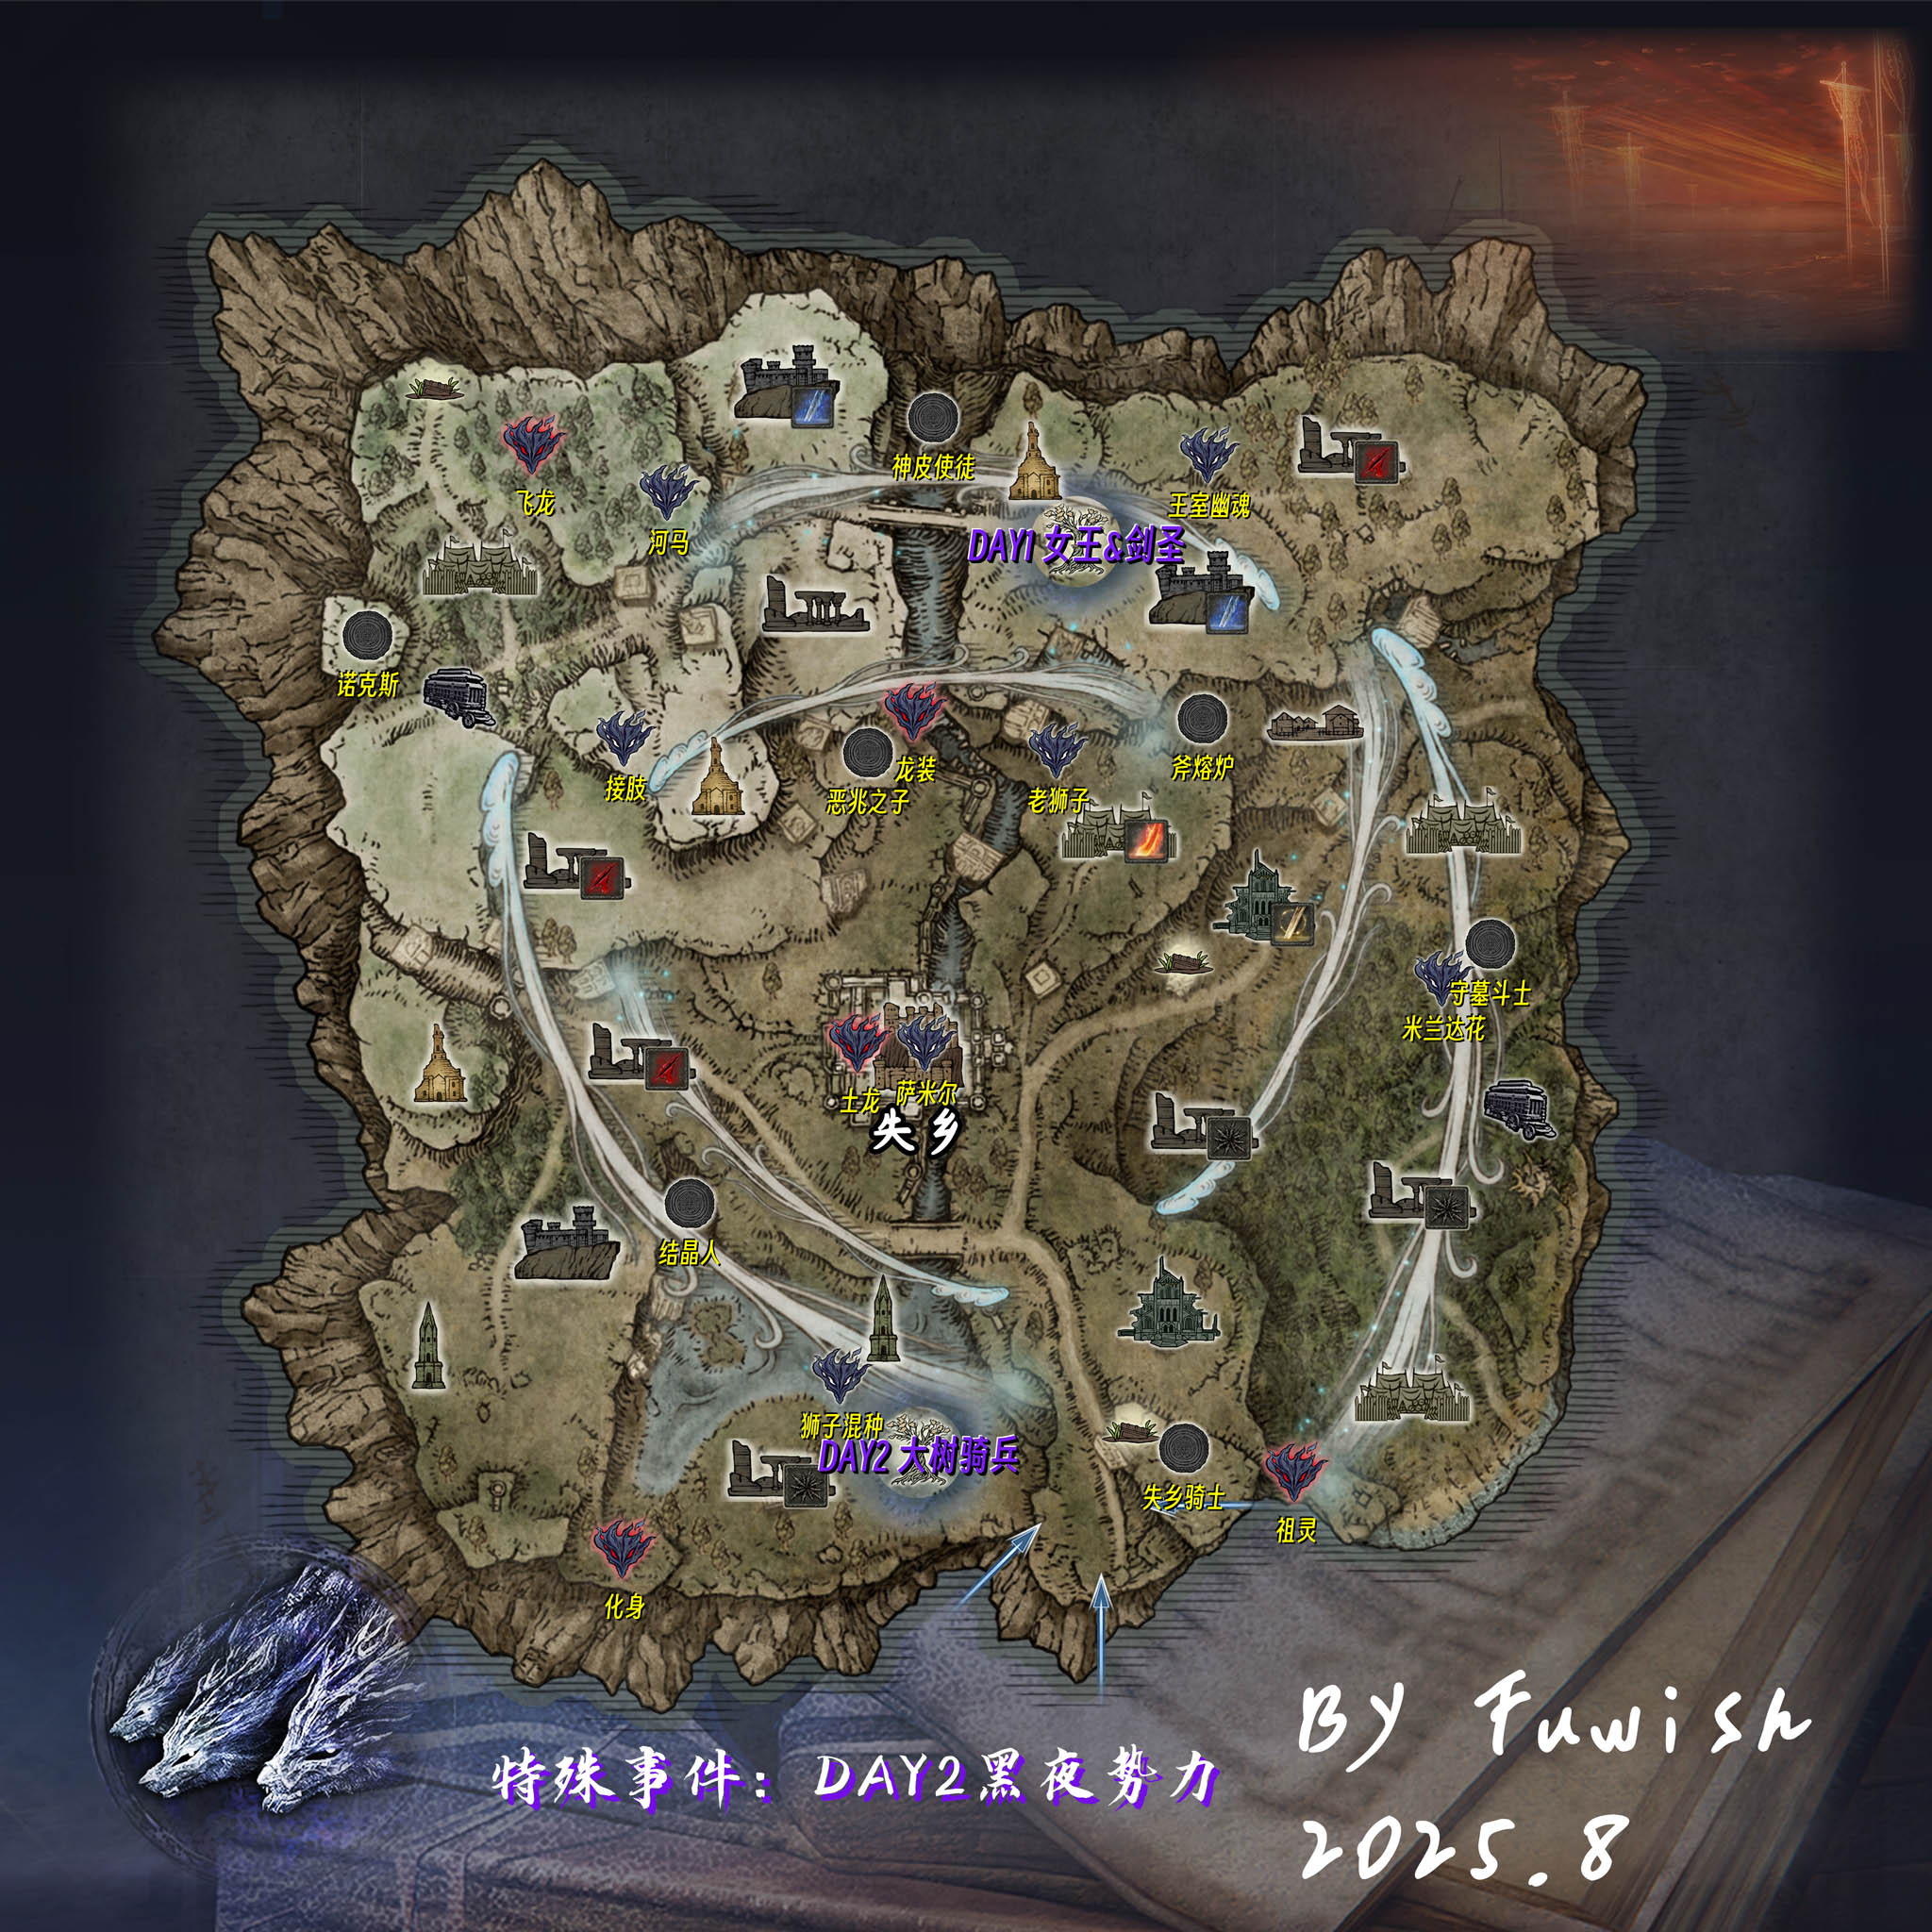 神皮使徒
飞龙
王室幽魂
河马
DAY1 女王&剑圣
诺克斯
龙装
斧熔炉
接肢
恶兆之子
老狮子
守墓斗士
米兰达花
土龙
萨米尔
失乡
结晶人
狮子混种
DAY2 大树骑兵
失乡骑士
祖灵
化身
特殊事件：DAY2黑夜势力
By Fuwish
2025.8